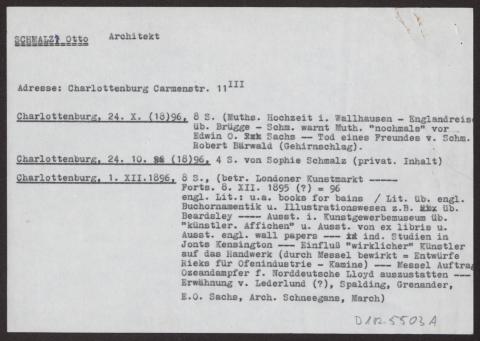 SCHMALZ, Otto Architekt
Adresse: Charlottenburg Carmenstr. 11 III
Charlottenburg, 24. X. (18)96, 8 S. (Muths. Hochzeit i. Wallhausen - Englandreise
üb. Brügge - Schm. warnt Muth. "nochmals" vor
Edwin O. Sachs -- Tod eines Freundes v. Schm.
Robert Bärwald (Gehirnschlag).
Charlottenburg, 24. 10. (18)96, 4 S. von Sophie Schmalz (privat. Inhalt)
Charlottenburg, 1. XII.1896, 8 S., (betr. Londoner Kunstmarkt -----
Forts. 8. XII. 1895 (?) = 96
engl. Lit.: u.a. books for bains / Lit. üb. engl.
Buchornamentik u. Illustrationswesen z.B. üb.
Beardsley ---- Ausst. i. Kunstgewerbemuseum üb.
"künstler. Affichen" u. Ausst. von ex libris u.
Ausst. engl. wall papers --- ind. Studien in
Jonts Kensington --- Einfluß "wirklicher" Künstler
auf das Handwerk (durch Messel bewirkt = Entwürfe
Rieks für Ofenindustrie - Kamine) --- Messel Auftrag
Ozeandampfer f. Norddeutsche Lloyd auszustatten ---
Erwähnung v. Lederlund (?), Spalding, Grenander,
E.O. Sachs, Arch. Schneegans, March)
D 102-5503 A